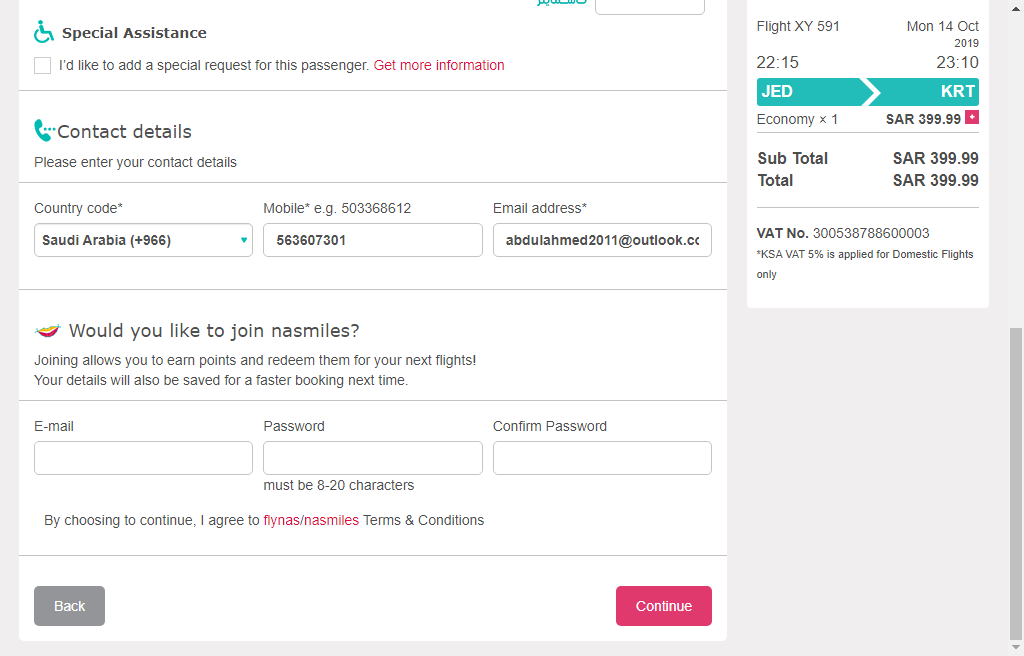 Special Assistance
I'd like to add a special request for this passenger. Get more information
Contact details
Please enter your contact details
Country code*
Mobile* e.g. 503368612
Email address*
Saudi Arabia (+966)
563607301
abdulahmed2011@outlook.cc
Would you like to join nasmiles?
Joining allows you to earn points and redeem them for your next flights!
Your details will also be saved for a faster booking next time.
E-mail
Password
Confirm Password
must be 8-20 characters
By choosing to continue, I agree to flynas/nasmiles Terms & Conditions
Back
Continue
Flight XY 591
Mon 14 Oct
2019
22:15
23:10
JED
KRT
Economy × 1
SAR 399.99 +
Sub Total
SAR 399.99
Total
SAR 399.99
VAT No. 300538788600003
*KSA VAT 5% is applied for Domestic Flights
only